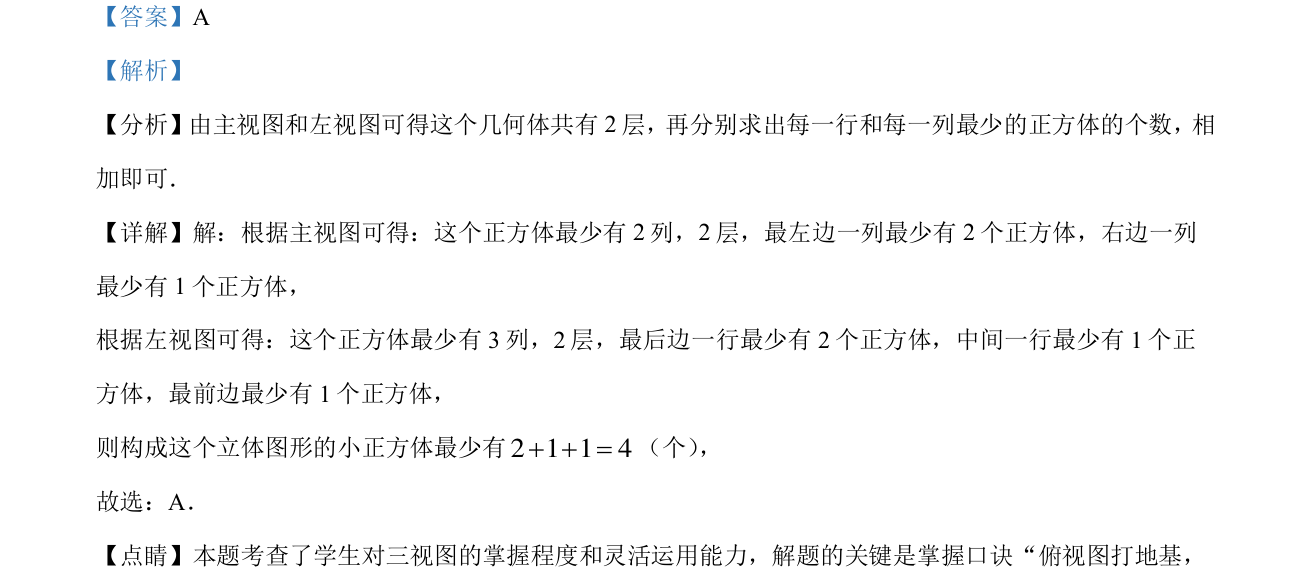 【答案】A
【解析】
【分析】由主视图和左视图可得这个几何体共有 2 层，再分别求出每一行和每一列最少的正方体的个数，相
加即可．
【详解】解：根据主视图可得：这个正方体最少有 2 列，2 层，最左边一列最少有 2 个正方体，右边一列
最少有 1 个正方体，
根据左视图可得：这个正方体最少有 3 列，2 层，最后边一行最少有 2 个正方体，中间一行最少有 1 个正
方体，最前边最少有 1 个正方体，
则构成这个立体图形的小正方体最少有 2+1+1=4（个），
故选：A．
【点睛】本题考查了学生对三视图的掌握程度和灵活运用能力，解题的关键是掌握口诀“俯视图打地基，